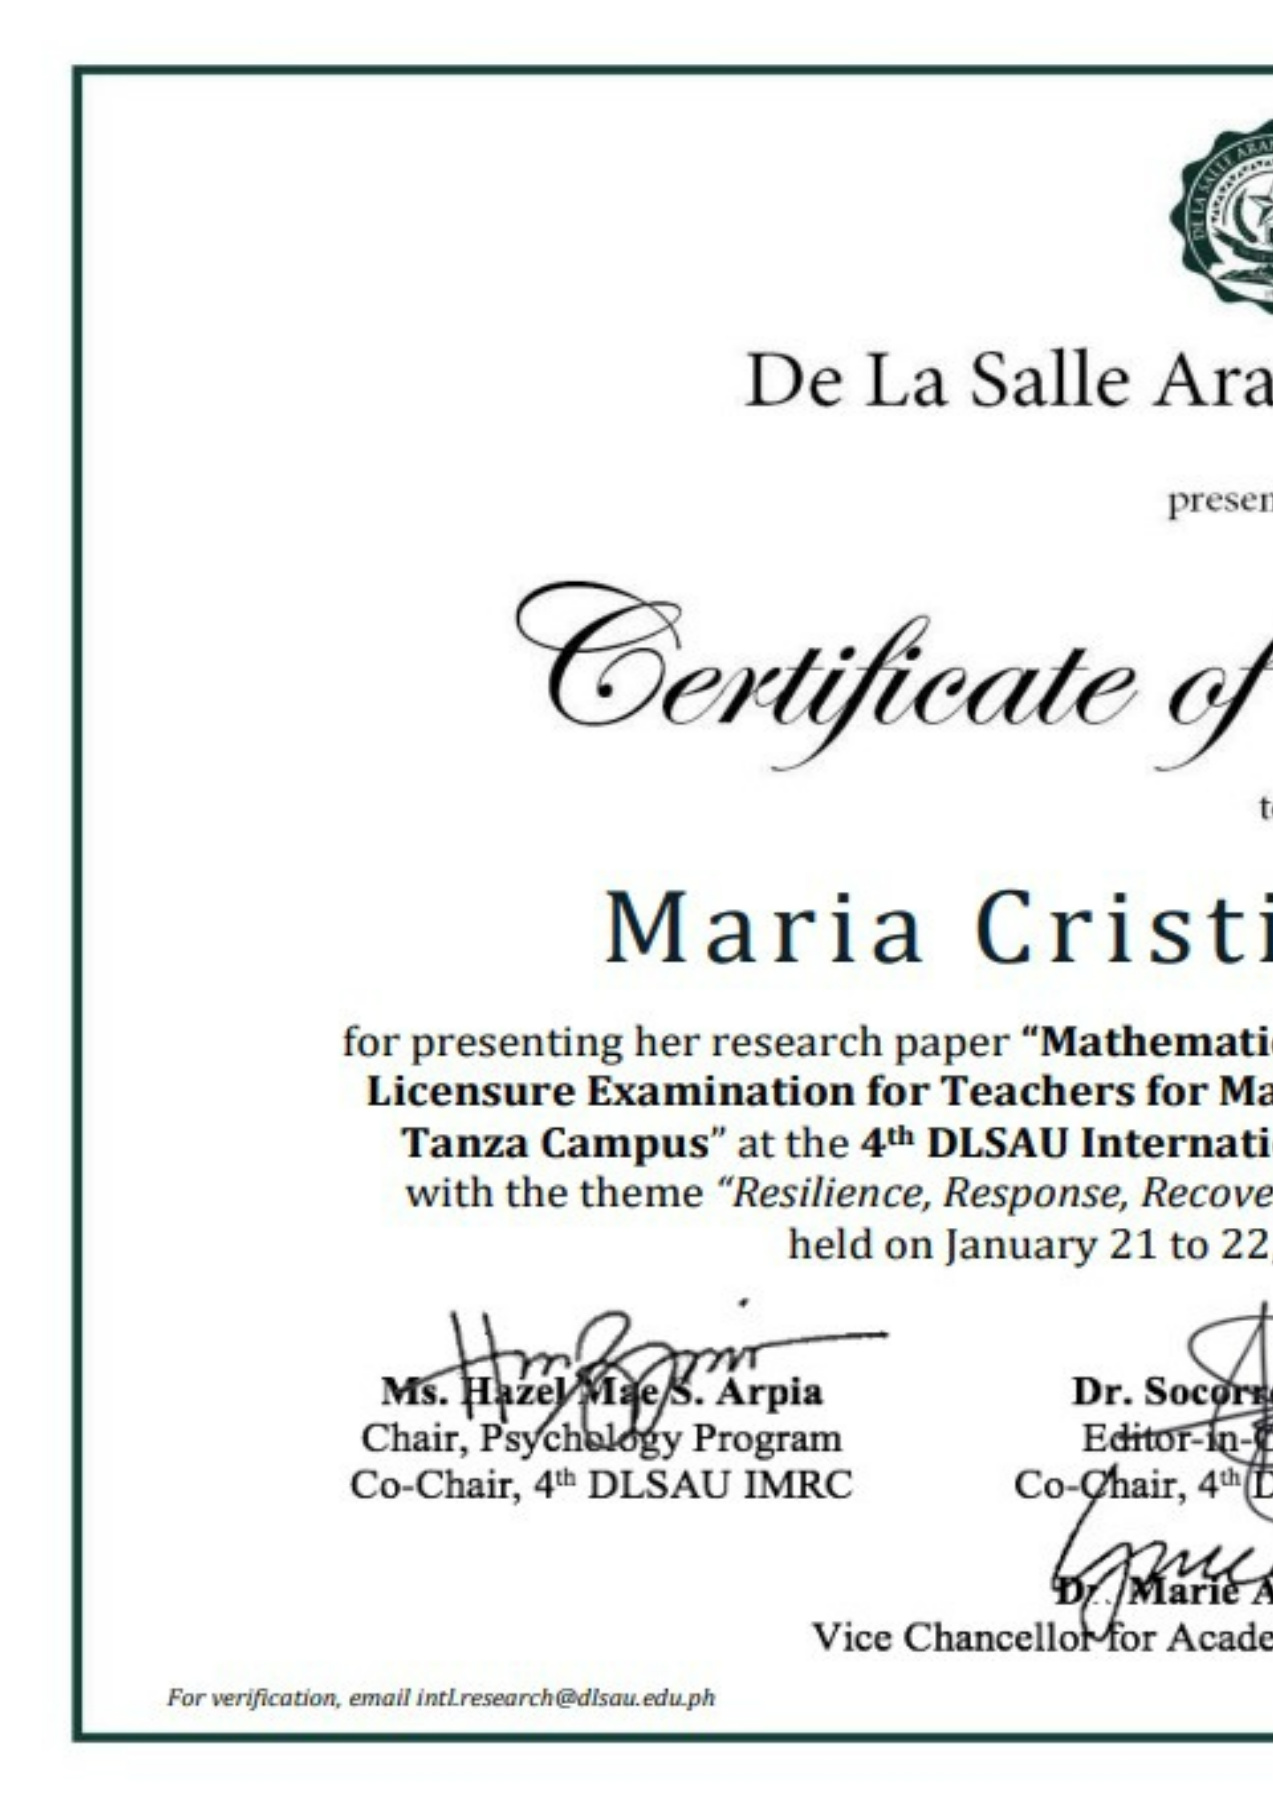 DE LA SALLE
De La Salle Ara
presen
Certificate of
t
Maria Cristi
for presenting her research paper “Mathemati
Licensure Examination for Teachers for Ma
Tanza Campus” at the 4th DLSAU Internati
with the theme “Resilience, Response, Recove
held on January 21 to 22,
Ms. Hazel Mae S. Arpia
Dr. Socorr
Chair, Psychology Program
Editor-in-C
Co-Chair, 4th DLSAU IMRC
Co-Chair, 4th D
Dr. Marie A
Vice Chancellor for Acade
For verification, email intl.research@dlsau.edu.ph